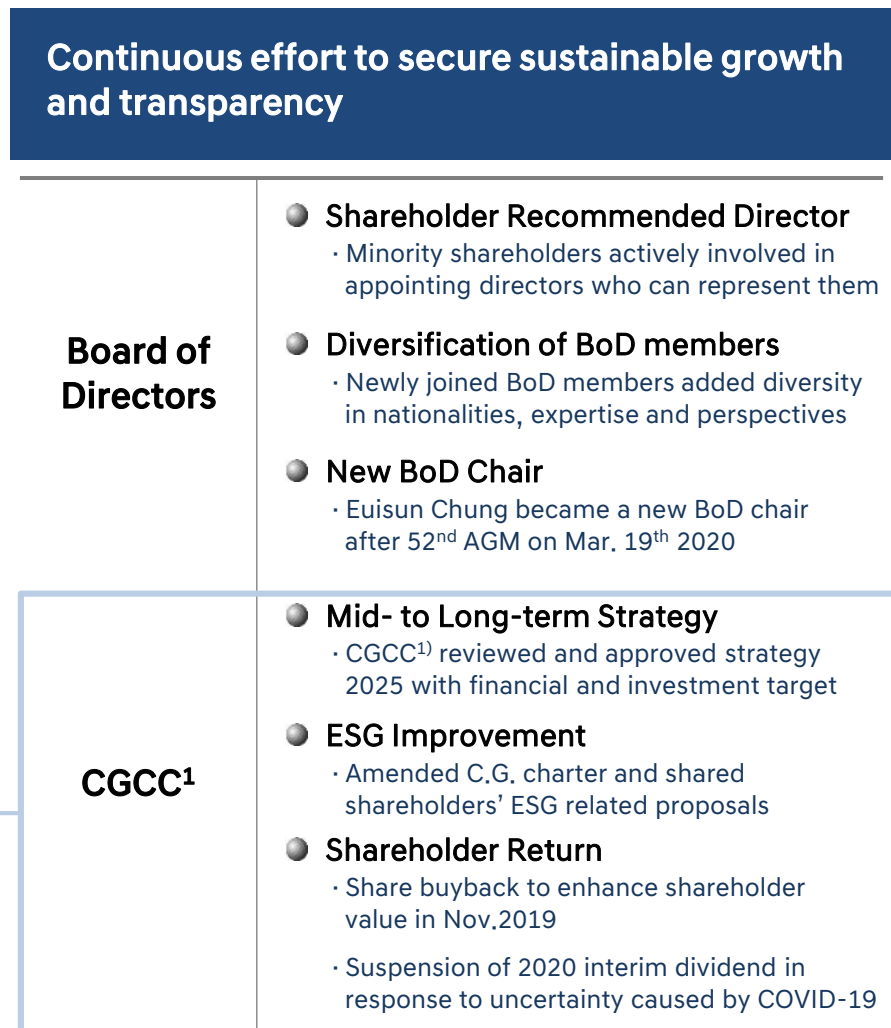 Continuous effort to secure sustainable growth
and transparency
Board of
Directors
Shareholder Recommended Director
· Minority shareholders actively involved in
appointing directors who can represent them
Diversification of BoD members
· Newly joined BoD members added diversity
in nationalities, expertise and perspectives
New BoD Chair
· Euisun Chung became a new BoD chair
after 52nd AGM on Mar. 19th 2020
CGCC1
Mid- to Long-term Strategy
· CGCC1) reviewed and approved strategy
2025 with financial and investment target
ESG Improvement
· Amended C.G. charter and shared
shareholders’ ESG related proposals
Shareholder Return
· Share buyback to enhance shareholder
value in Nov.2019
· Suspension of 2020 interim dividend in
response to uncertainty caused by COVID-19